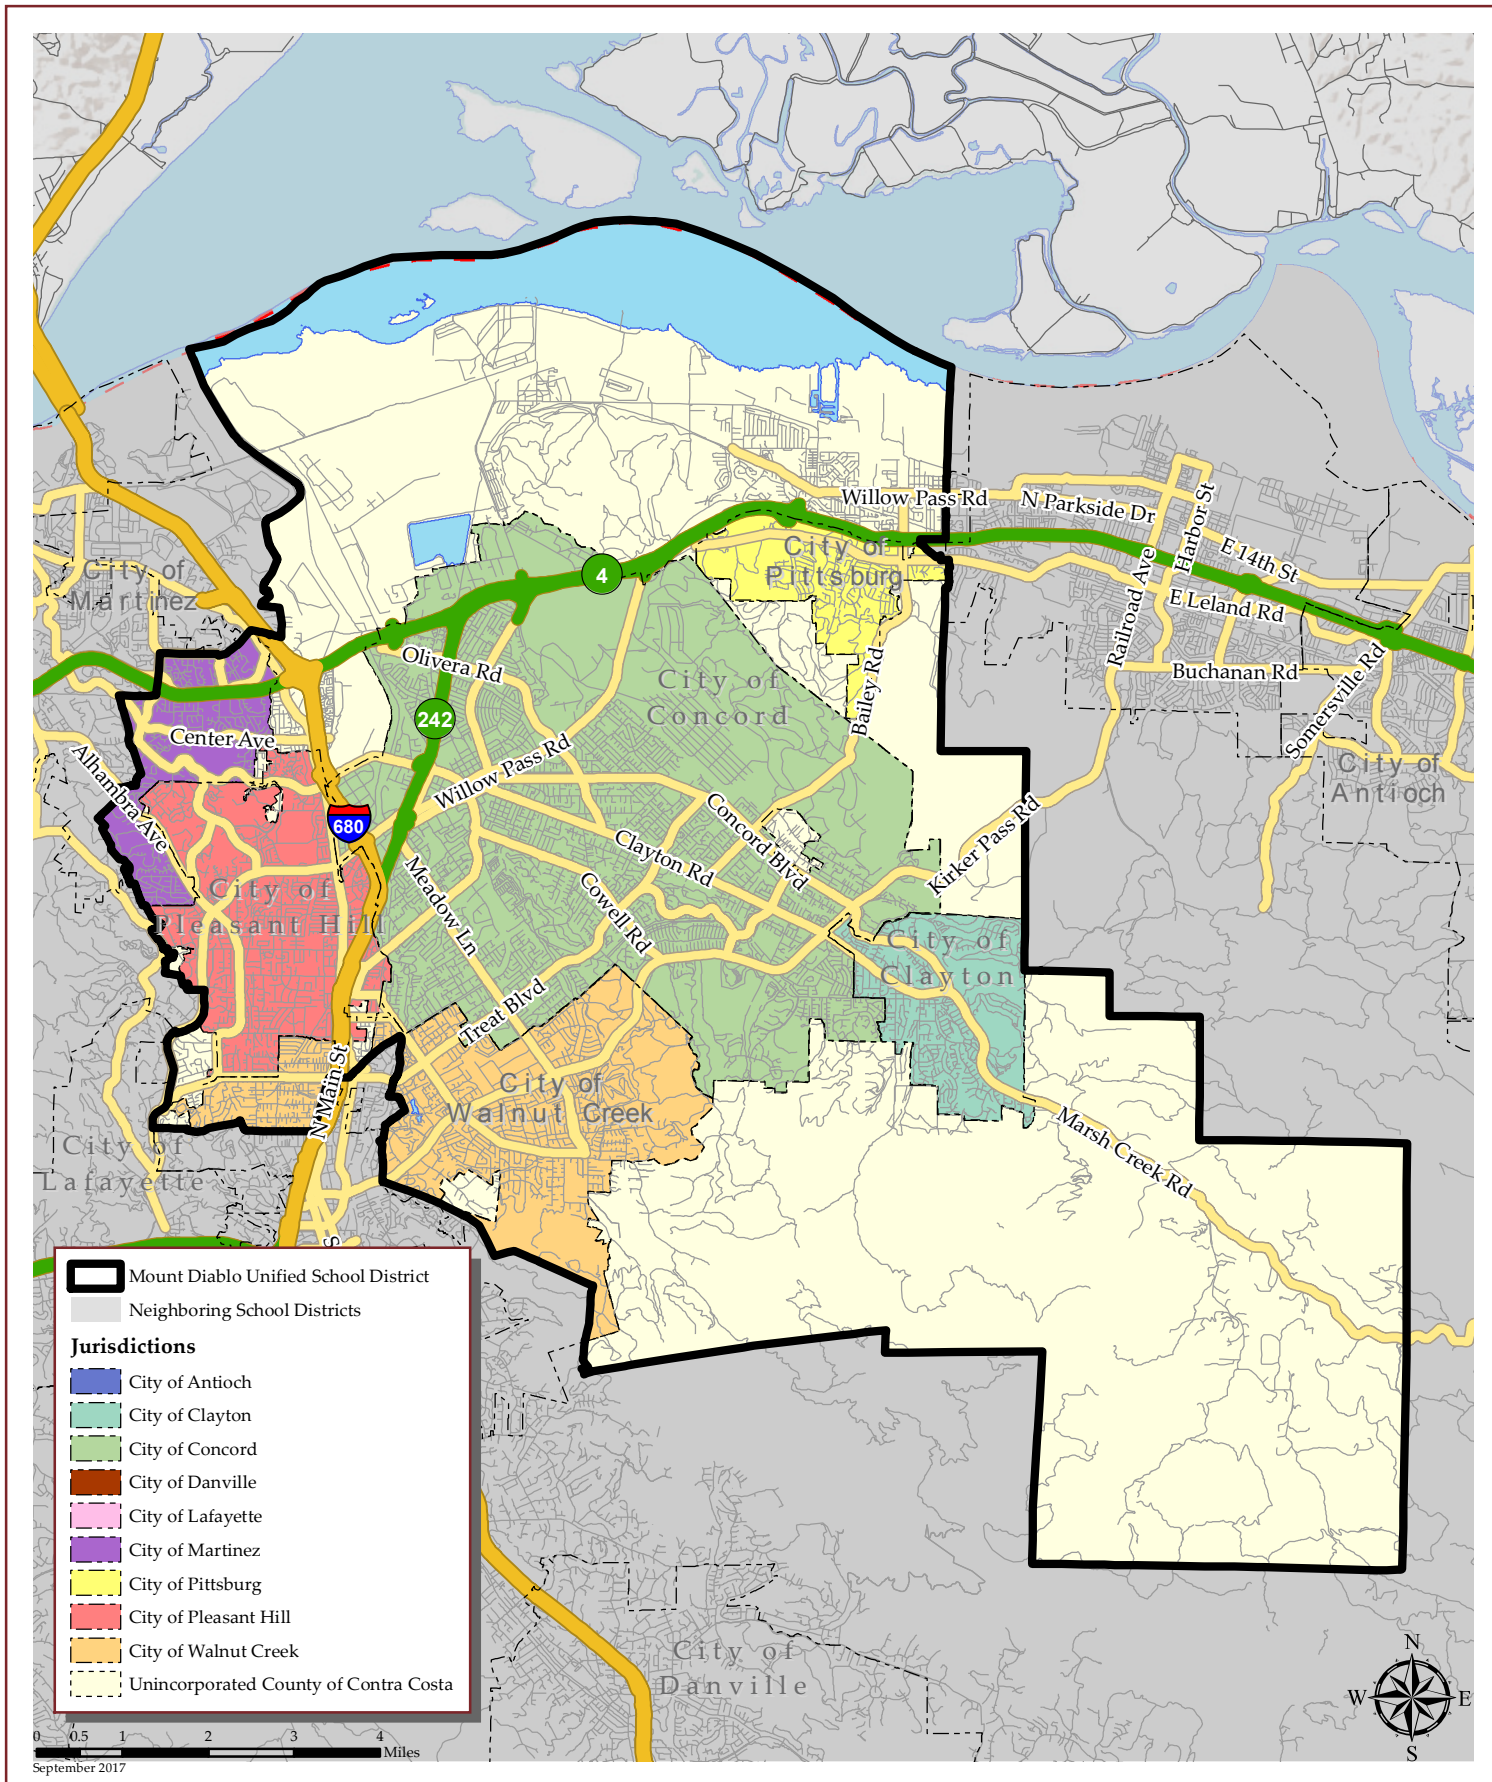 Willow Pass Rd
N Parkside Dr
Harbor St
E 14th St
City of
Pittsburg
4
City of
Martinez
Railroad Ave
E Leland Rd
Olivera Rd
Buchanan Rd
City of
Concord
Bailey Rd
Somersville Rd
242
Center Ave
Alhambra Ave
Willow Pass Rd
City of
Antioch
680
Concord Blvd
Kirker Pass Rd
Clayton Rd
Meadow Ln
Cowell Rd
City of
Pleasant Hill
City of
Clayton
Treat Blvd
N Main St
City of
Walnut Creek
Marsh Creek Rd
City of
Lafayette
S
Mount Diablo Unified School District
Neighboring School Districts
Jurisdictions
City of Antioch
City of Clayton
City of Concord
City of Danville
City of Lafayette
City of Martinez
City of Pittsburg
City of Pleasant Hill
City of Walnut Creek
Unincorporated County of Contra Costa
City of
Danville
N
W E
S
0 0.5 1 2 3 4
Miles
September 2017